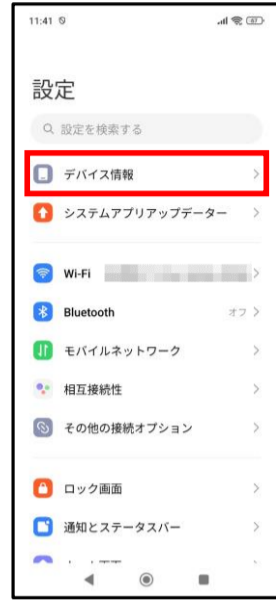 11:41
67
設定
設定を検索する
デバイス情報
システムアプリアップデーター
Wi-Fi
Bluetooth オフ
モバイルネットワーク
相互接続性
その他の接続オプション
ロック画面
通知とステータスバー